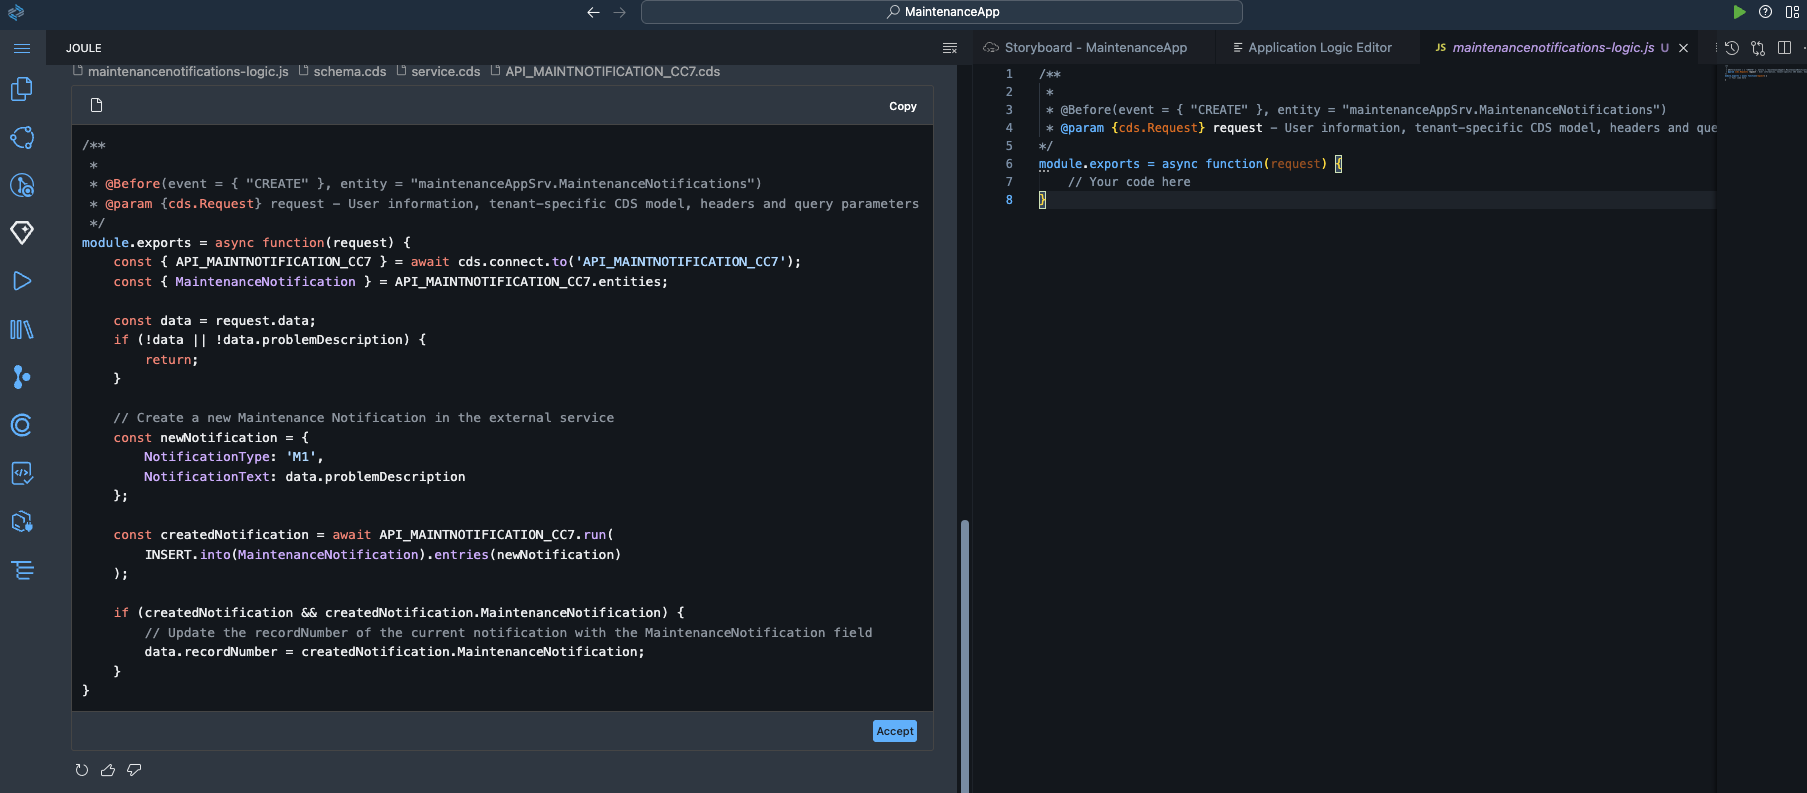 MaintenanceApp
JOULE
maintenancenotifications-logic.js schema.cds service.cds API_MAINTNOTIFICATION_CC7.cds
Copy
/**
 *
 * @Before(event = { "CREATE" }, entity = "maintenanceAppSrv.MaintenanceNotifications")
 * @param {cds.Request} request - User information, tenant-specific CDS model, headers and query parameters
 */
module.exports = async function(request) {
    const { API_MAINTNOTIFICATION_CC7 } = await cds.connect.to('API_MAINTNOTIFICATION_CC7');
    const { MaintenanceNotification } = API_MAINTNOTIFICATION_CC7.entities;
    const data = request.data;
    if (!data || !data.problemDescription) {
        return;
    }
    // Create a new Maintenance Notification in the external service
    const newNotification = {
        NotificationType: 'M1',
        NotificationText: data.problemDescription
    };
    const createdNotification = await API_MAINTNOTIFICATION_CC7.run(
        INSERT.into(MaintenanceNotification).entries(newNotification)
    );
    if (createdNotification && createdNotification.MaintenanceNotification) {
        // Update the recordNumber of the current notification with the MaintenanceNotification field
        data.recordNumber = createdNotification.MaintenanceNotification;
    }
}
Accept
Storyboard - MaintenanceApp
Application Logic Editor
JS maintenancenotifications-logic.js U
1 /**
2  *
3  * @Before(event = { "CREATE" }, entity = "maintenanceAppSrv.MaintenanceNotifications")
4  * @param {cds.Request} request - User information, tenant-specific CDS model, headers and que
5 */
6 module.exports = async function(request) {
7     // Your code here
8 }